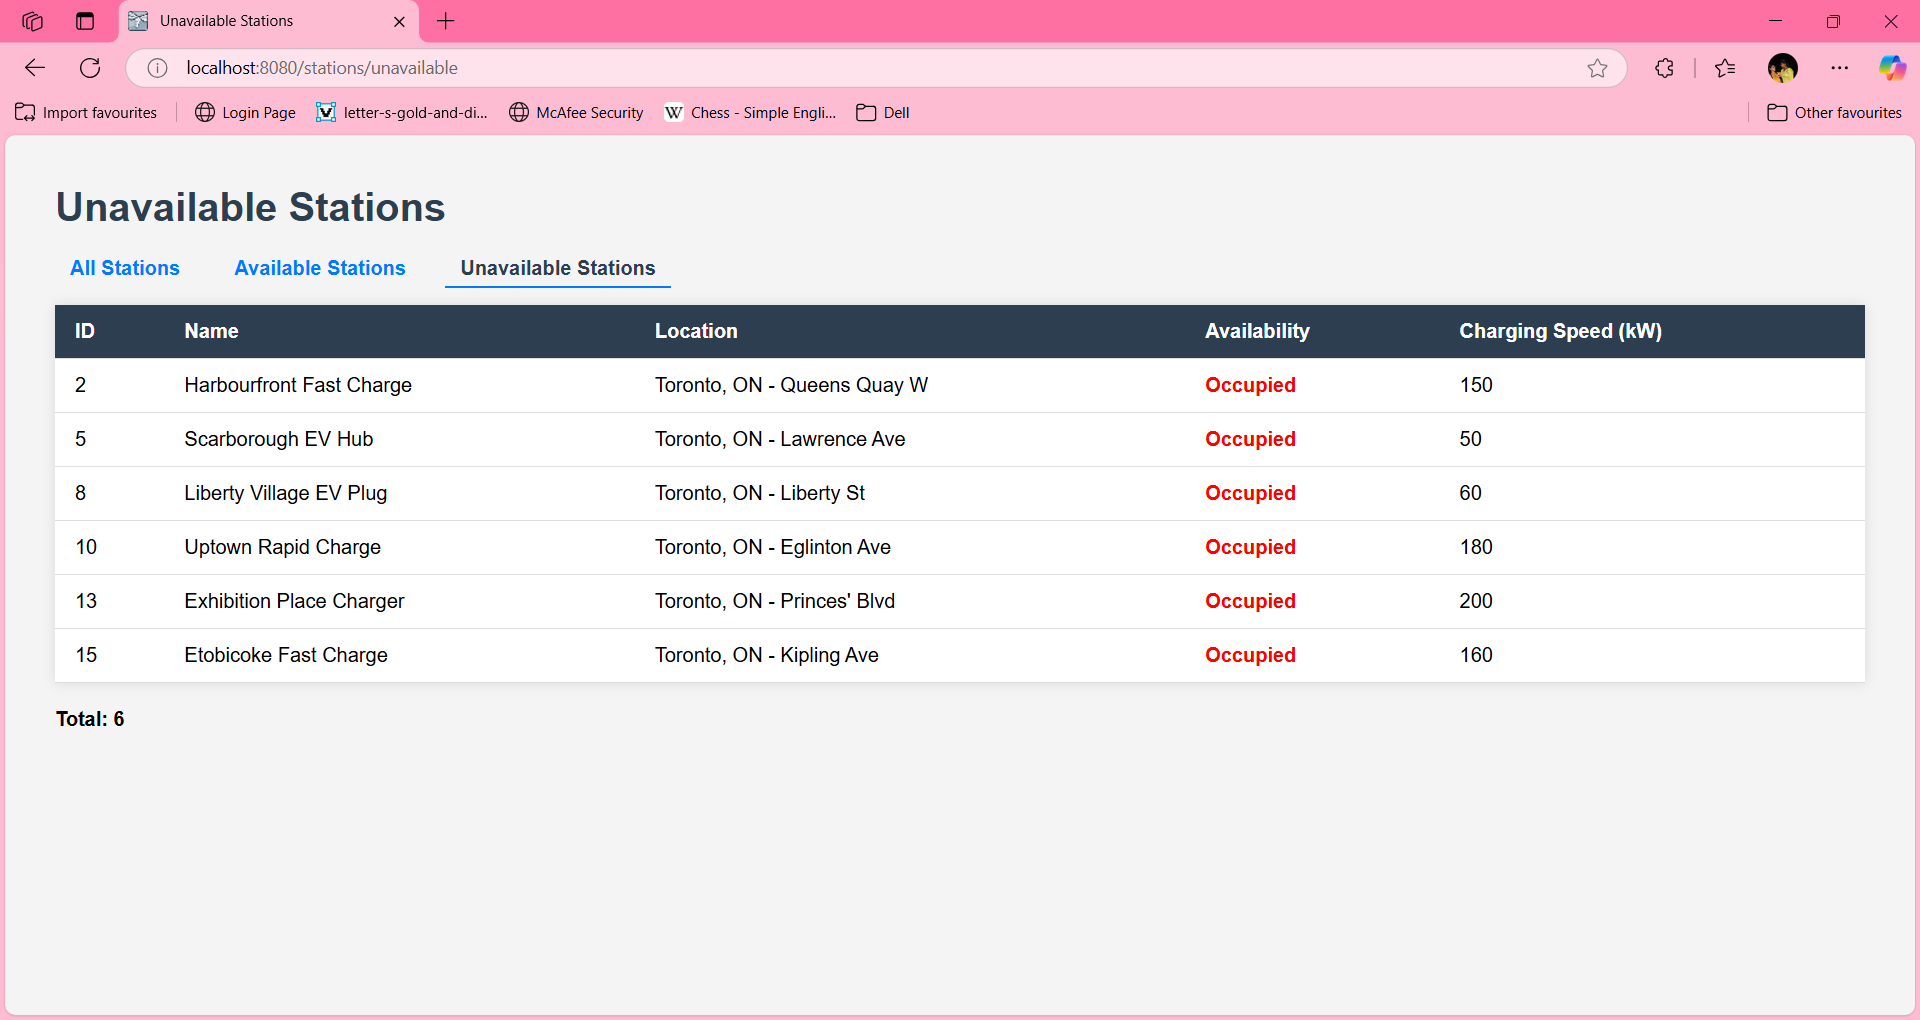 Unavailable Stations
localhost:8080/stations/unavailable
Import favourites Login Page letter-s-gold-and-di... McAfee Security W Chess - Simple Engli... Dell Other favourites
Unavailable Stations
All Stations Available Stations Unavailable Stations
ID Name Location Availability Charging Speed (kW)
2 Harbourfront Fast Charge Toronto, ON - Queens Quay W Occupied 150
5 Scarborough EV Hub Toronto, ON - Lawrence Ave Occupied 50
8 Liberty Village EV Plug Toronto, ON - Liberty St Occupied 60
10 Uptown Rapid Charge Toronto, ON - Eglinton Ave Occupied 180
13 Exhibition Place Charger Toronto, ON - Princes' Blvd Occupied 200
15 Etobicoke Fast Charge Toronto, ON - Kipling Ave Occupied 160
Total: 6